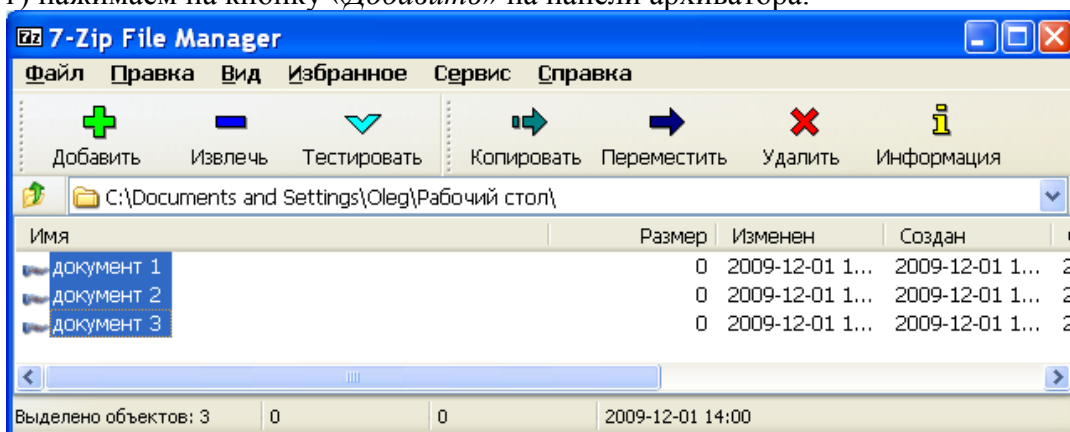 г) нажимаем на кнопку «Добавить» на панели архиватора.
7-Zip File Manager
Файл Правка Вид Избранное Сервис Справка
Добавить Извлечь Тестировать Копировать Переместить Удалить Информация
C:\Documents and Settings\Oleg\Рабочий стол\
Имя Размер Изменен Создан
документ 1 0 2009-12-01 1... 2009-12-01 1... 2
документ 2 0 2009-12-01 1... 2009-12-01 1... 2
документ 3 0 2009-12-01 1... 2009-12-01 1... 2
Выделено объектов: 3 0 0 2009-12-01 14:00